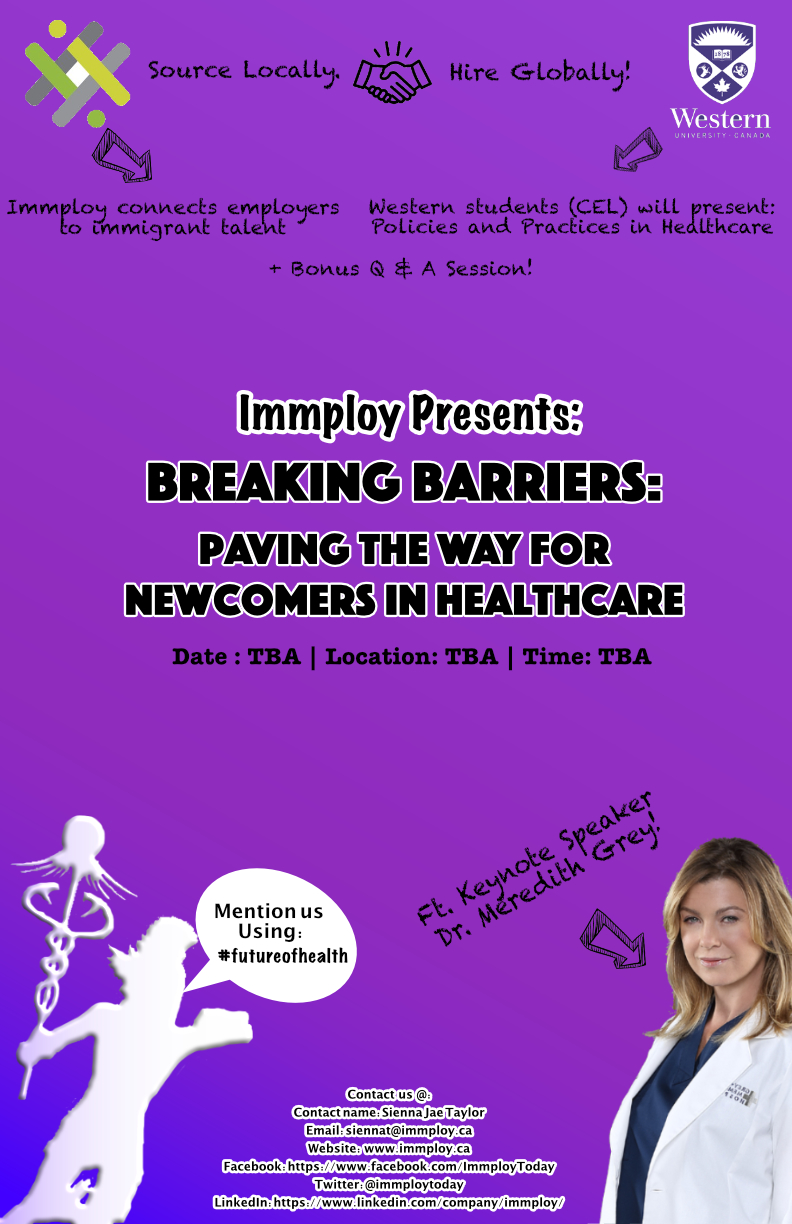 Source Locally, Hire Globally!
Western
UNIVERSITY · CANADA
Immploy connects employers
to immigrant talent
Western students (CEL) will present:
Policies and Practices in Healthcare
+ Bonus Q & A Session!
Immploy Presents:
BREAKING BARRIERS:
PAVING THE WAY FOR
NEWCOMERS IN HEALTHCARE
Date : TBA | Location: TBA | Time: TBA
Ft. Keynote Speaker
Dr. Meredith Grey!
Mention us
Using:
#futureofhealth
Contact us @:
Contact name: Sienna Jae Taylor
Email: siennat@immploy.ca
Website: www.immploy.ca
Facebook: https://www.facebook.com/ImmployToday
Twitter: @immploytoday
LinkedIn: https://www.linkedin.com/company/immploy/